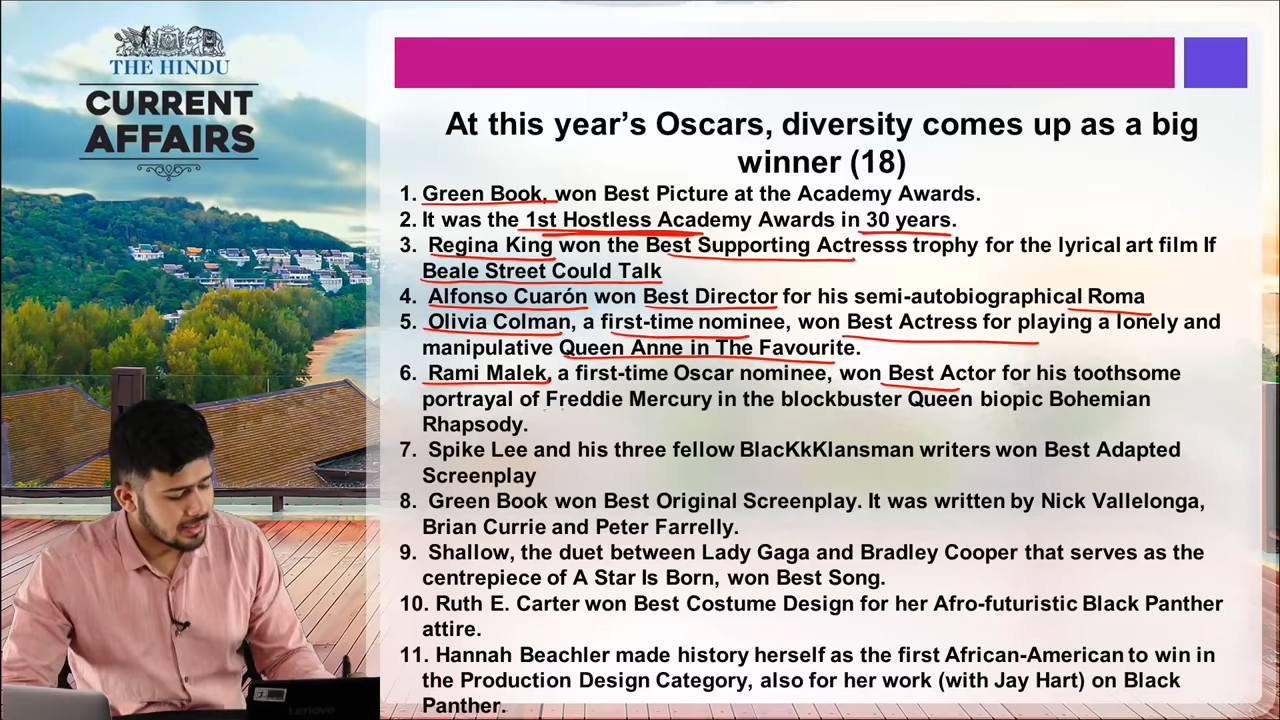 THE HINDU
CURRENT
AFFAIRS
At this year’s Oscars, diversity comes up as a big
winner (18)
1. Green Book, won Best Picture at the Academy Awards.
2. It was the 1st Hostless Academy Awards in 30 years.
3. Regina King won the Best Supporting Actresss trophy for the lyrical art film If
Beale Street Could Talk
4. Alfonso Cuarón won Best Director for his semi-autobiographical Roma
5. Olivia Colman, a first-time nominee, won Best Actress for playing a lonely and
manipulative Queen Anne in The Favourite.
6. Rami Malek, a first-time Oscar nominee, won Best Actor for his toothsome
portrayal of Freddie Mercury in the blockbuster Queen biopic Bohemian
Rhapsody.
7. Spike Lee and his three fellow BlacKkKlansman writers won Best Adapted
Screenplay
8. Green Book won Best Original Screenplay. It was written by Nick Vallelonga,
Brian Currie and Peter Farrelly.
9. Shallow, the duet between Lady Gaga and Bradley Cooper that serves as the
centrepiece of A Star Is Born, won Best Song.
10. Ruth E. Carter won Best Costume Design for her Afro-futuristic Black Panther
attire.
11. Hannah Beachler made history herself as the first African-American to win in
the Production Design Category, also for her work (with Jay Hart) on Black
Panther.
Lenovo